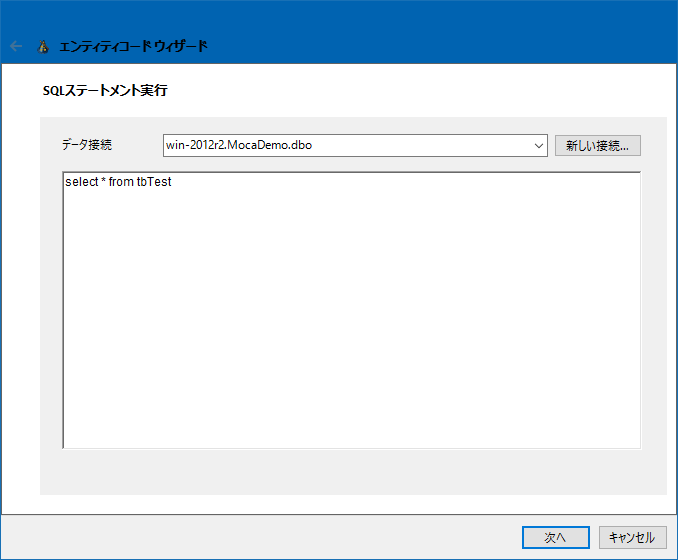 エンティティコード ウィザード
SQLステートメント実行
データ接続
win-2012r2.MocaDemo.dbo
新しい接続...
select * from tbTest
次へ
キャンセル